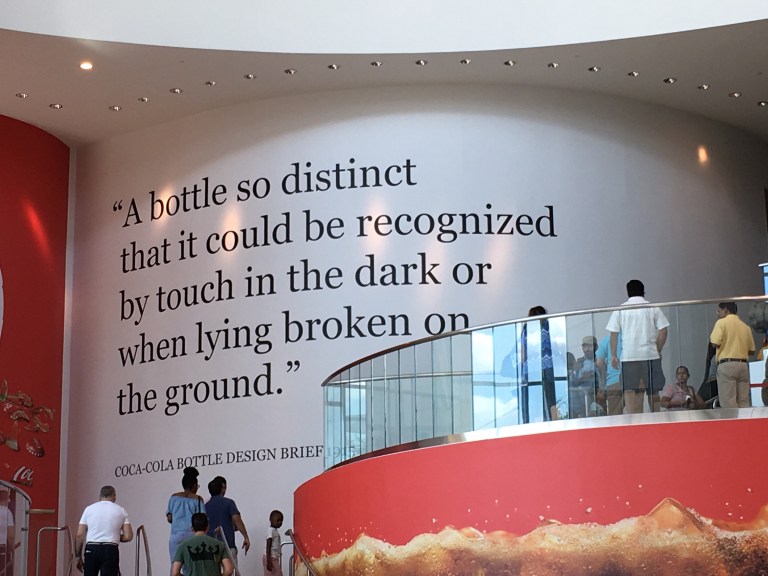 “A bottle so distinct
that it could be recognized
by touch in the dark or
when lying broken on
the ground.”
COCA-COLA BOTTLE DESIGN BRIEF 1915